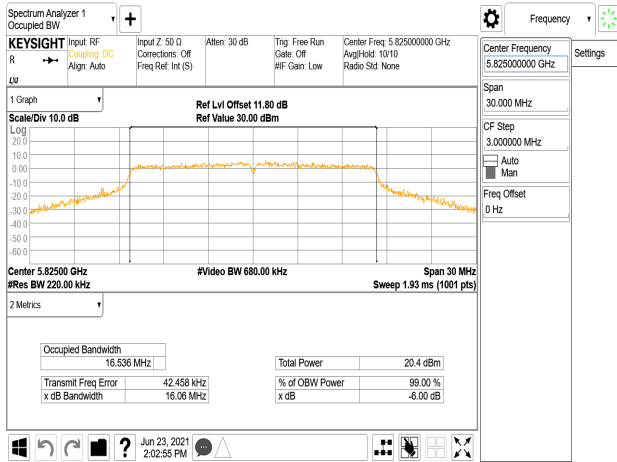 Spectrum Analyzer 1
Occupied BW
Frequency
KEYSIGHT
R
Input: RF
Coupling: DC
Align: Auto
Input Z: 50 Ω
Corrections: Off
Freq Ref: Int (S)
Atten: 30 dB
Trig: Free Run
Gate: Off
#IF Gain: Low
Center Freq: 5.825000000 GHz
Avg|Hold: 10/10
Radio Std: None
Center Frequency
5.825000000 GHz
Settings
Span
30.000 MHz
CF Step
3.000000 MHz
Auto
Man
Freq Offset
0 Hz
1 Graph
Scale/Div 10.0 dB
Ref Lvl Offset 11.80 dB
Ref Value 30.00 dBm
Log
20.0
10.0
0.00
-10.0
-20.0
-30.0
-40.0
-50.0
-60.0
Center 5.82500 GHz
#Video BW 680.00 kHz
Span 30 MHz
#Res BW 220.00 kHz
Sweep 1.93 ms (1001 pts)
2 Metrics
Occupied Bandwidth
16.536 MHz
Total Power 20.4 dBm
Transmit Freq Error 42.458 kHz
% of OBW Power 99.00 %
x dB Bandwidth 16.06 MHz
x dB -6.00 dB
?
Jun 23, 2021
2:02:55 PM